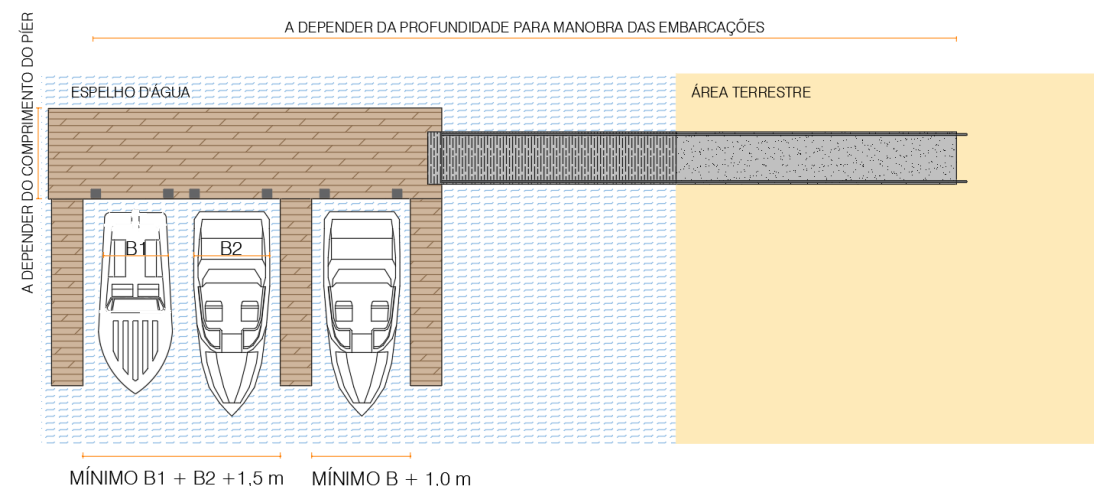 A DEPENDER DA PROFUNDIDADE PARA MANOBRA DAS EMBARCAÇÕES
A DEPENDER DO COMPRIMENTO DO PÍER
ESPELHO D'ÁGUA
ÁREA TERRESTRE
B1
B2
MÍNIMO B1 + B2 +1,5 m
MÍNIMO B + 1,0 m